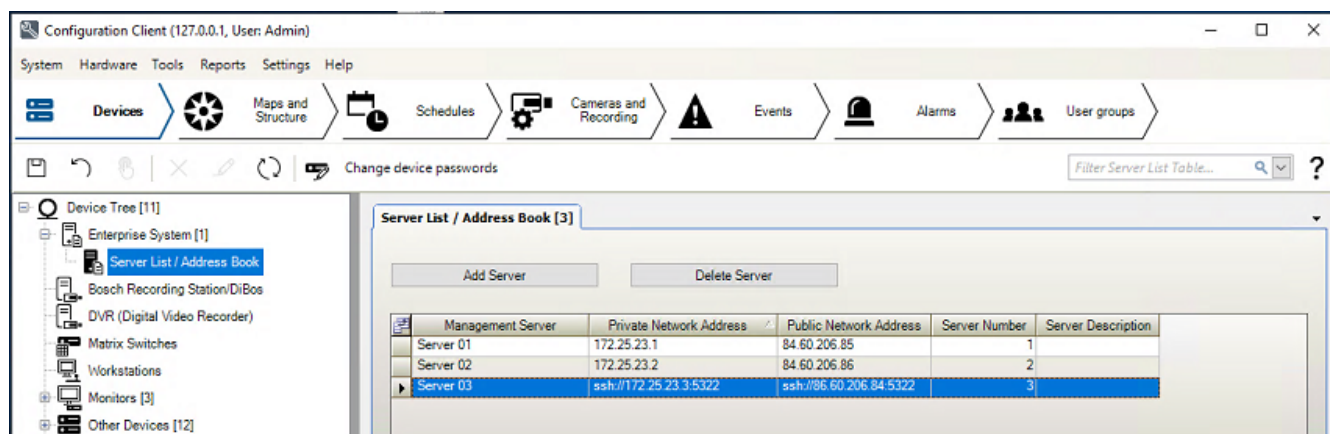 Configuration Client (127.0.0.1, User: Admin)
System Hardware Tools Reports Settings Help
Devices
Maps and Structure
Schedules
Cameras and Recording
Events
Alarms
User groups
Change device passwords
Filter Server List Table...
?
Device Tree [11]
Enterprise System [1]
Server List / Address Book
Bosch Recording Station/DiBos
DVR (Digital Video Recorder)
Matrix Switches
Workstations
Monitors [3]
Other Devices [12]
Server List / Address Book [3]
Add Server Delete Server
Management Server Private Network Address Public Network Address Server Number Server Description
Server 01 172.25.23.1 84.60.206.85 1
Server 02 172.25.23.2 84.60.206.86 2
Server 03 ssh://172.25.23.3:5322 ssh://86.60.206.84:5322 3